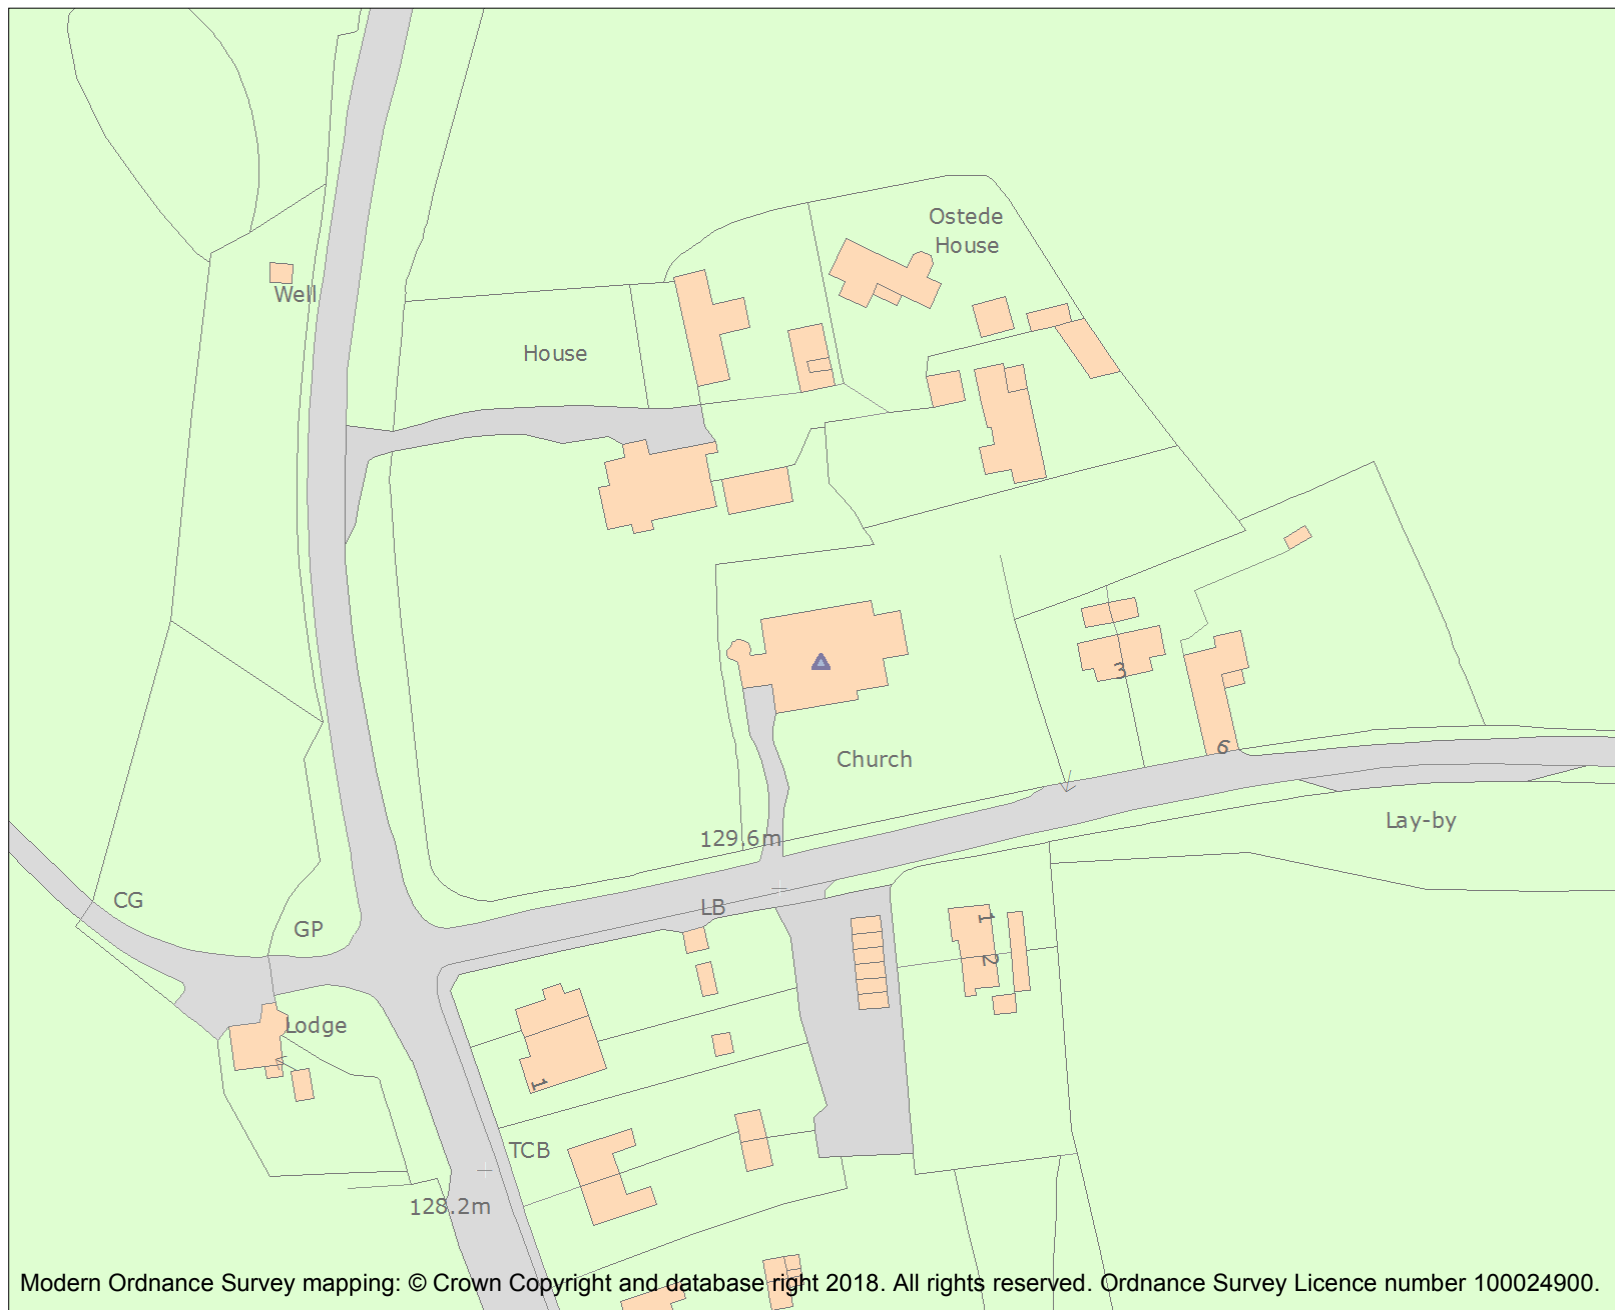 Ostede
House
Well
House
3
6
Church
Lay-by
129.6m
CG
LB
GP
1
2
Lodge
1
TCB
128.2m
Modern Ordnance Survey mapping: © Crown Copyright and database right 2018. All rights reserved. Ordnance Survey Licence number 100024900.